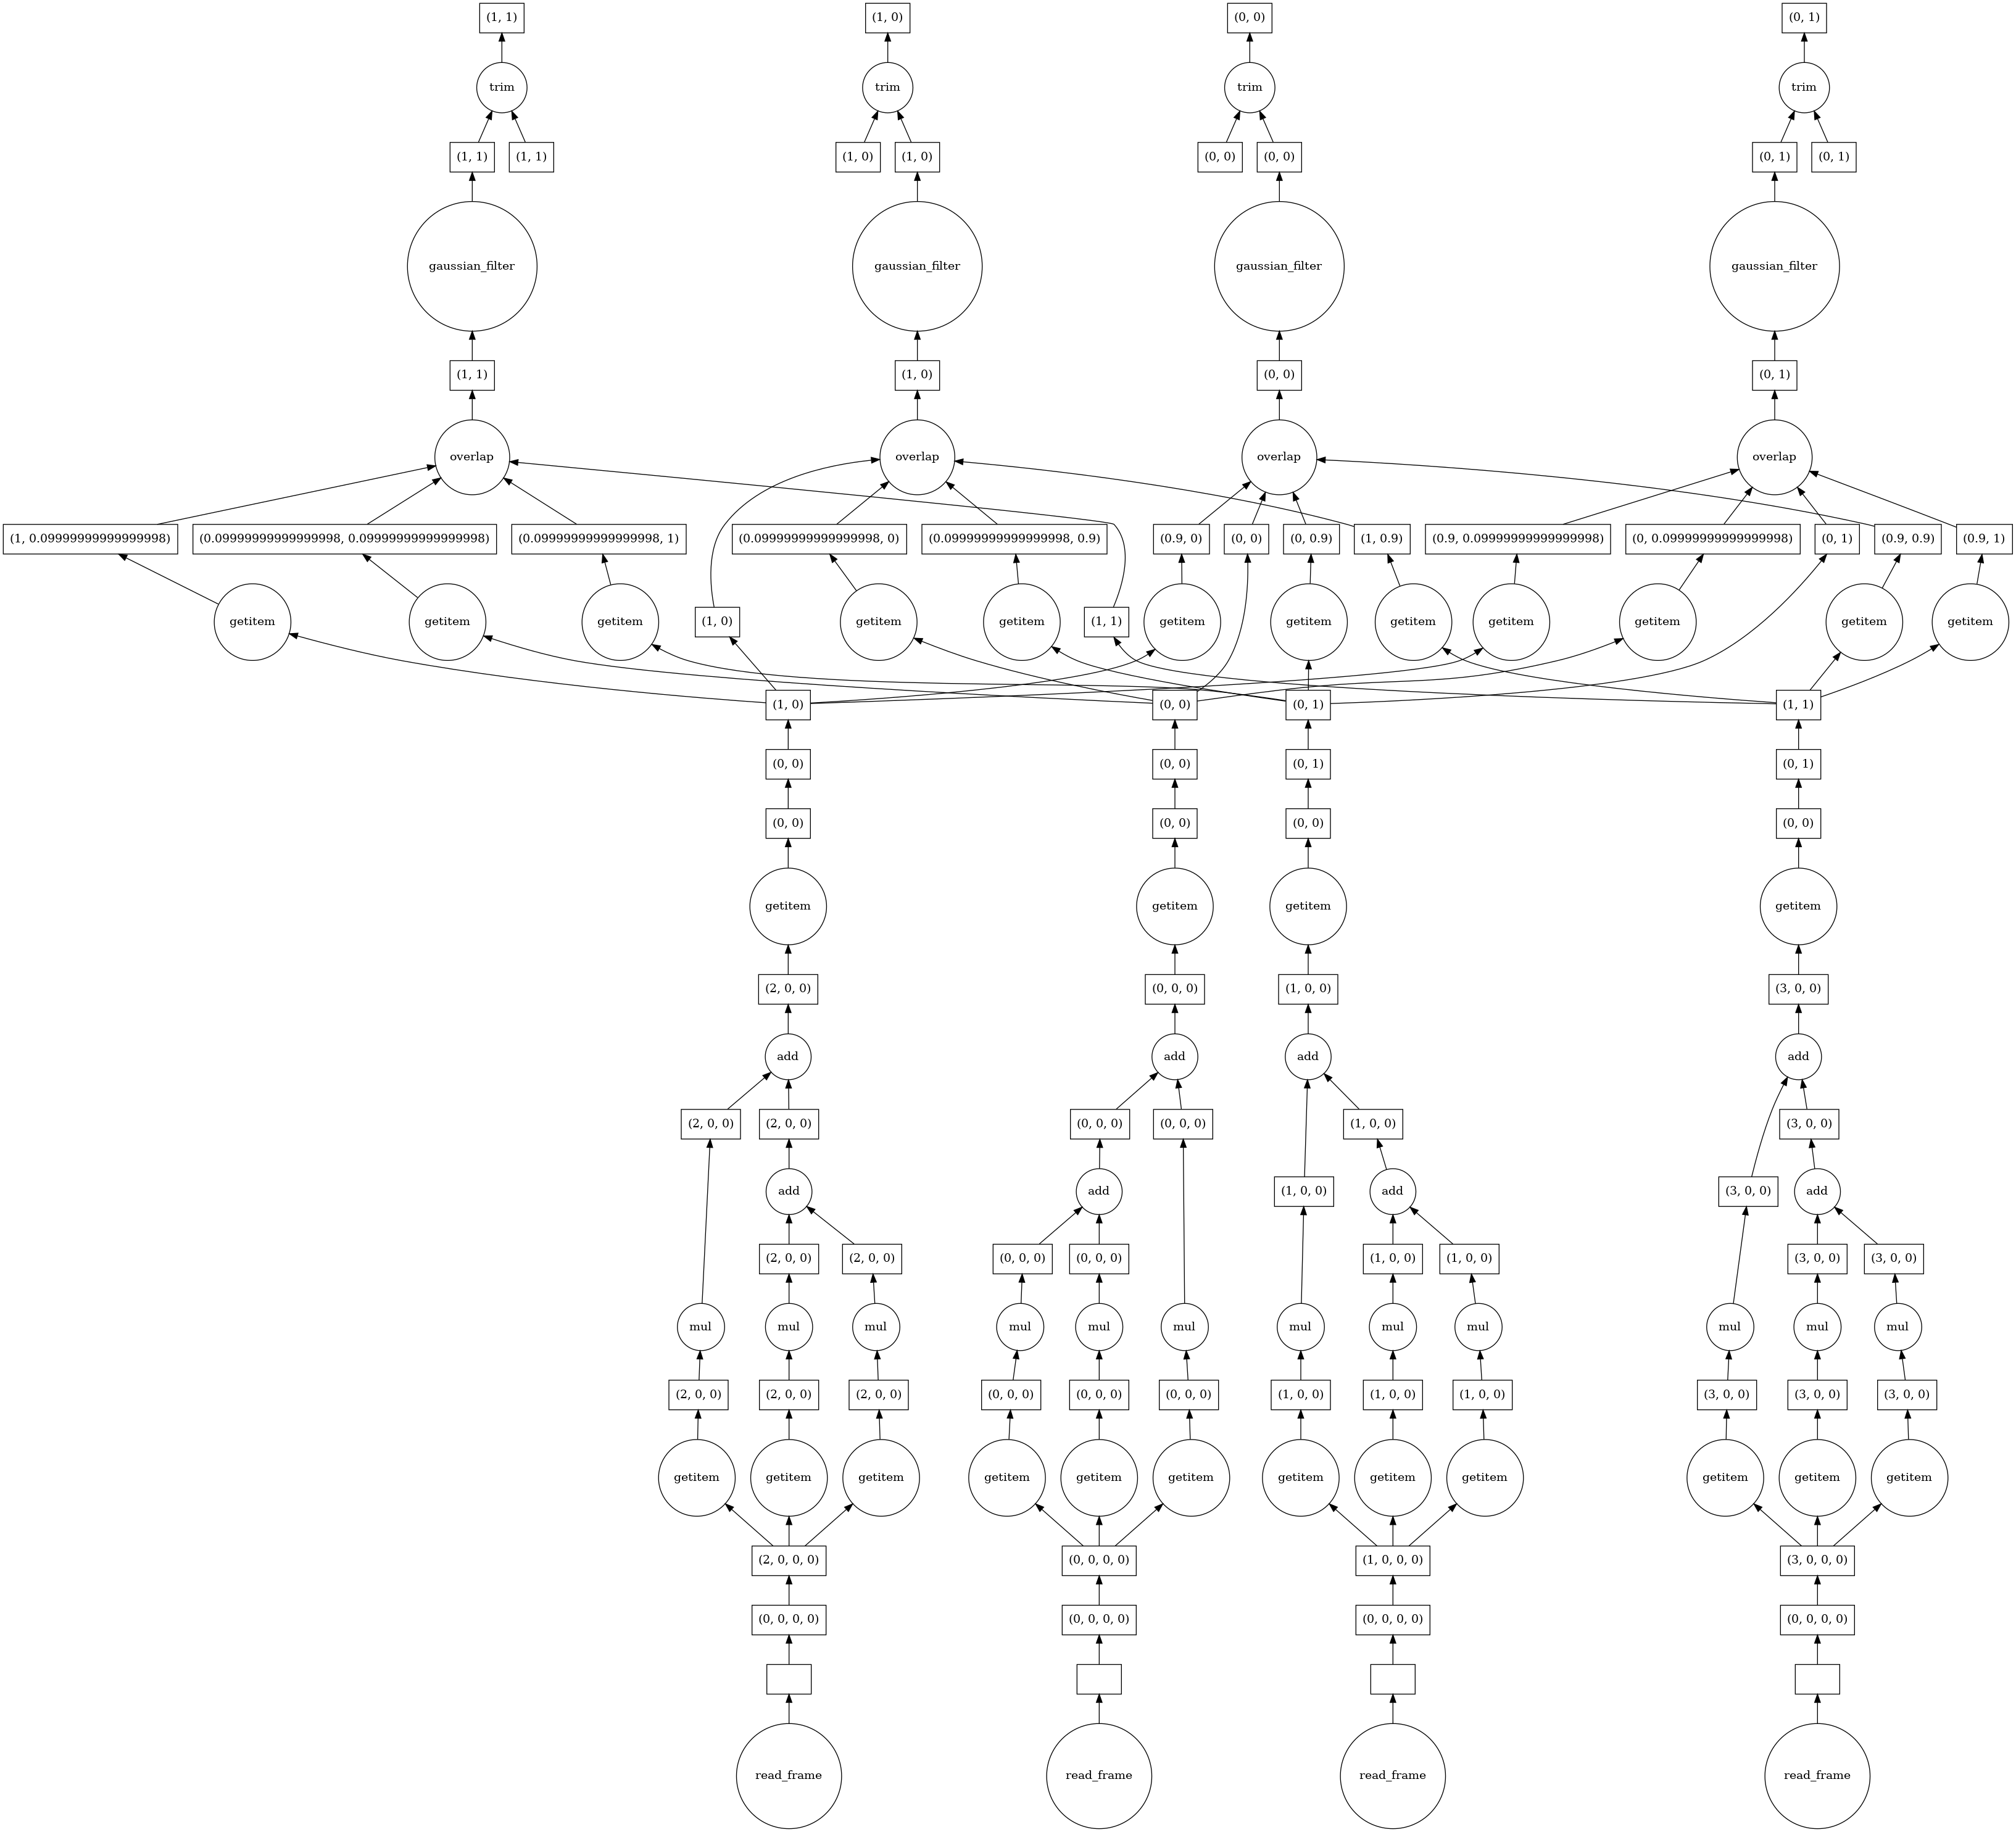 (1, 1) (1, 0) (0, 0) (0, 1)
trim trim trim trim
(1, 1) (1, 1) (1, 0) (1, 0) (0, 0) (0, 0) (0, 1) (0, 1)
gaussian_filter gaussian_filter gaussian_filter gaussian_filter
(1, 1) (1, 0) (0, 0) (0, 1)
overlap overlap overlap overlap
(1, 0.09999999999999998) (0.09999999999999998, 0.09999999999999998) (0.09999999999999998, 1) (0.09999999999999998, 0) (0.09999999999999998, 0.9) (0.9, 0) (0, 0) (0, 0.9) (1, 0.9) (0.9, 0.09999999999999998) (0, 0.09999999999999998) (0, 1) (0.9, 0.9) (0.9, 1)
getitem getitem getitem (1, 0) getitem getitem (1, 1) getitem getitem getitem getitem getitem getitem getitem
(1, 0) (0, 0) (0, 1) (1, 1)
(0, 0) (0, 0) (0, 1) (0, 1)
(0, 0) (0, 0) (0, 0) (0, 0)
getitem getitem getitem getitem
(2, 0, 0) (0, 0, 0) (1, 0, 0) (3, 0, 0)
add add add add
(2, 0, 0) (2, 0, 0) (0, 0, 0) (0, 0, 0) (1, 0, 0) (3, 0, 0)
add add (1, 0, 0) add (3, 0, 0) add
(2, 0, 0) (2, 0, 0) (0, 0, 0) (0, 0, 0) (1, 0, 0) (1, 0, 0) (3, 0, 0) (3, 0, 0)
mul mul mul mul mul mul mul mul mul mul mul mul
(2, 0, 0) (2, 0, 0) (2, 0, 0) (0, 0, 0) (0, 0, 0) (0, 0, 0) (1, 0, 0) (1, 0, 0) (1, 0, 0) (3, 0, 0) (3, 0, 0) (3, 0, 0)
getitem getitem getitem getitem getitem getitem getitem getitem getitem getitem getitem getitem
(2, 0, 0, 0) (0, 0, 0, 0) (1, 0, 0, 0) (3, 0, 0, 0)
(0, 0, 0, 0) (0, 0, 0, 0) (0, 0, 0, 0) (0, 0, 0, 0)
read_frame read_frame read_frame read_frame